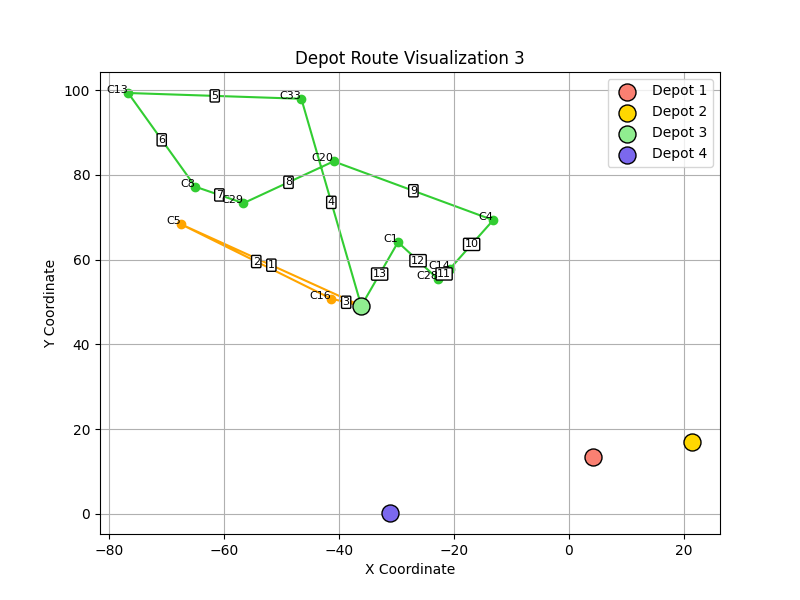 Depot Route Visualization 3
Depot 1
Depot 2
Depot 3
Depot 4
Y Coordinate
100
80
60
40
20
0
C13
5
C33
6
C20
C8
7
C29
8
9
4
C5
C4
C1
10
2
1
12
C14
C28
11
13
C16
3
−80
−60
−40
−20
0
20
X Coordinate